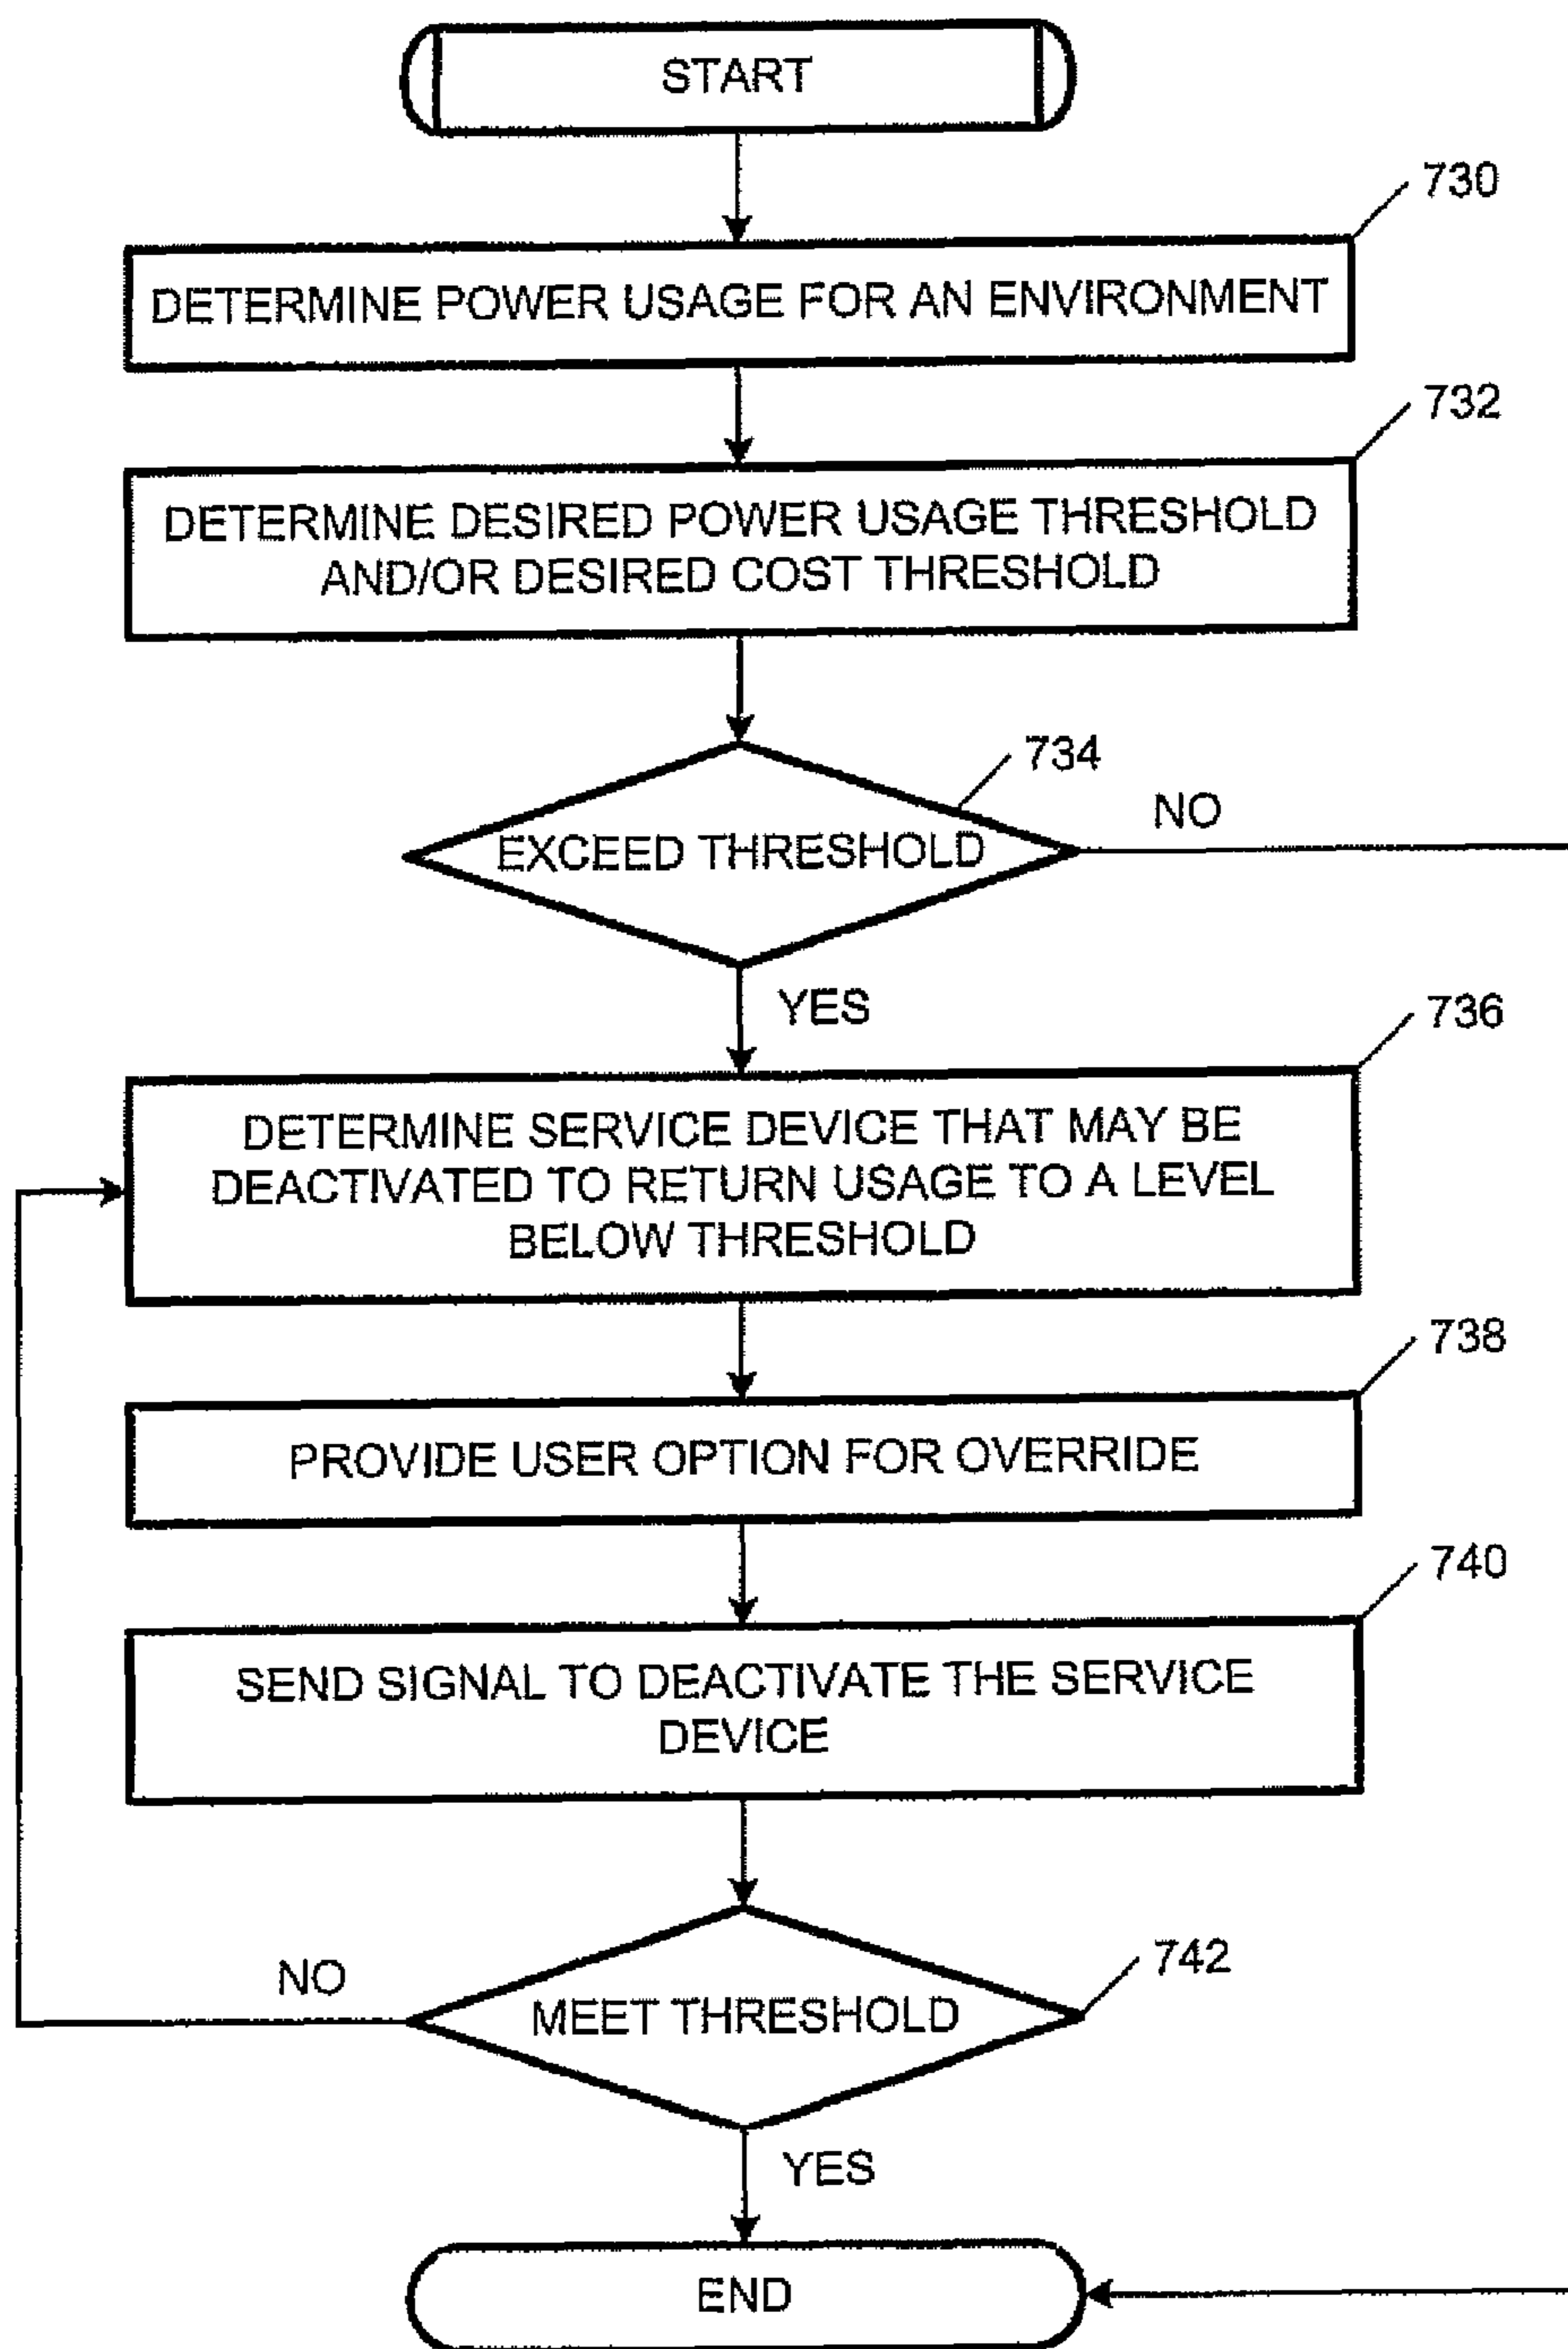 START
730
DETERMINE POWER USAGE FOR AN ENVIRONMENT
732
DETERMINE DESIRED POWER USAGE THRESHOLD
AND/OR DESIRED COST THRESHOLD
734
NO
EXCEED THRESHOLD
YES
736
DETERMINE SERVICE DEVICE THAT MAY BE
DEACTIVATED TO RETURN USAGE TO A LEVEL
BELOW THRESHOLD
738
PROVIDE USER OPTION FOR OVERRIDE
740
SEND SIGNAL TO DEACTIVATE THE SERVICE
DEVICE
742
NO
MEET THRESHOLD
YES
END